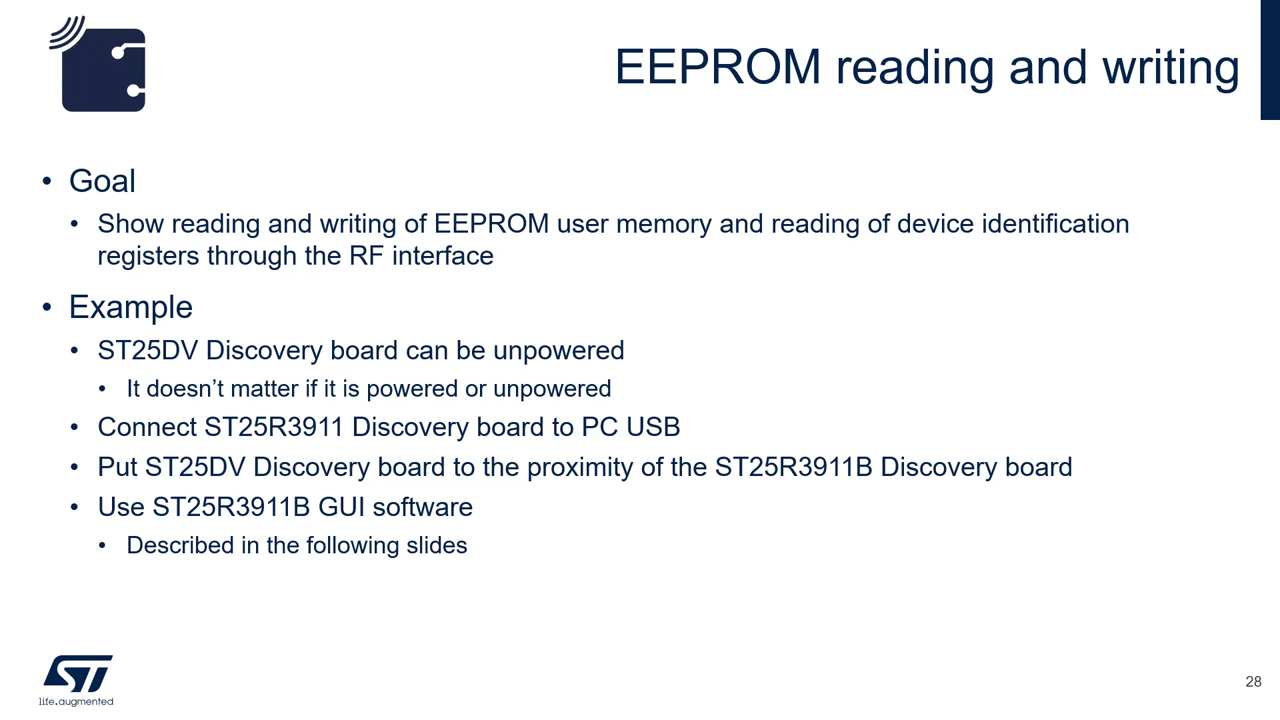 EEPROM reading and writing
• Goal
• Show reading and writing of EEPROM user memory and reading of device identification
registers through the RF interface
• Example
• ST25DV Discovery board can be unpowered
• It doesn’t matter if it is powered or unpowered
• Connect ST25R3911 Discovery board to PC USB
• Put ST25DV Discovery board to the proximity of the ST25R3911B Discovery board
• Use ST25R3911B GUI software
• Described in the following slides
ST
life.augmented
28